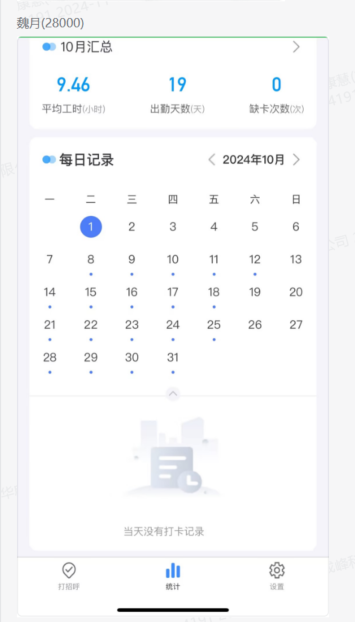 魏月(28000)
10月汇总
9.46 19 0
平均工时(小时) 出勤天数(天) 缺卡次数(次)
每日记录 2024年10月
一 二 三 四 五 六 日
1 2 3 4 5 6
7 8 9 10 11 12 13
14 15 16 17 18 19 20
21 22 23 24 25 26 27
28 29 30 31
当天没有打卡记录
打招呼 统计 设置